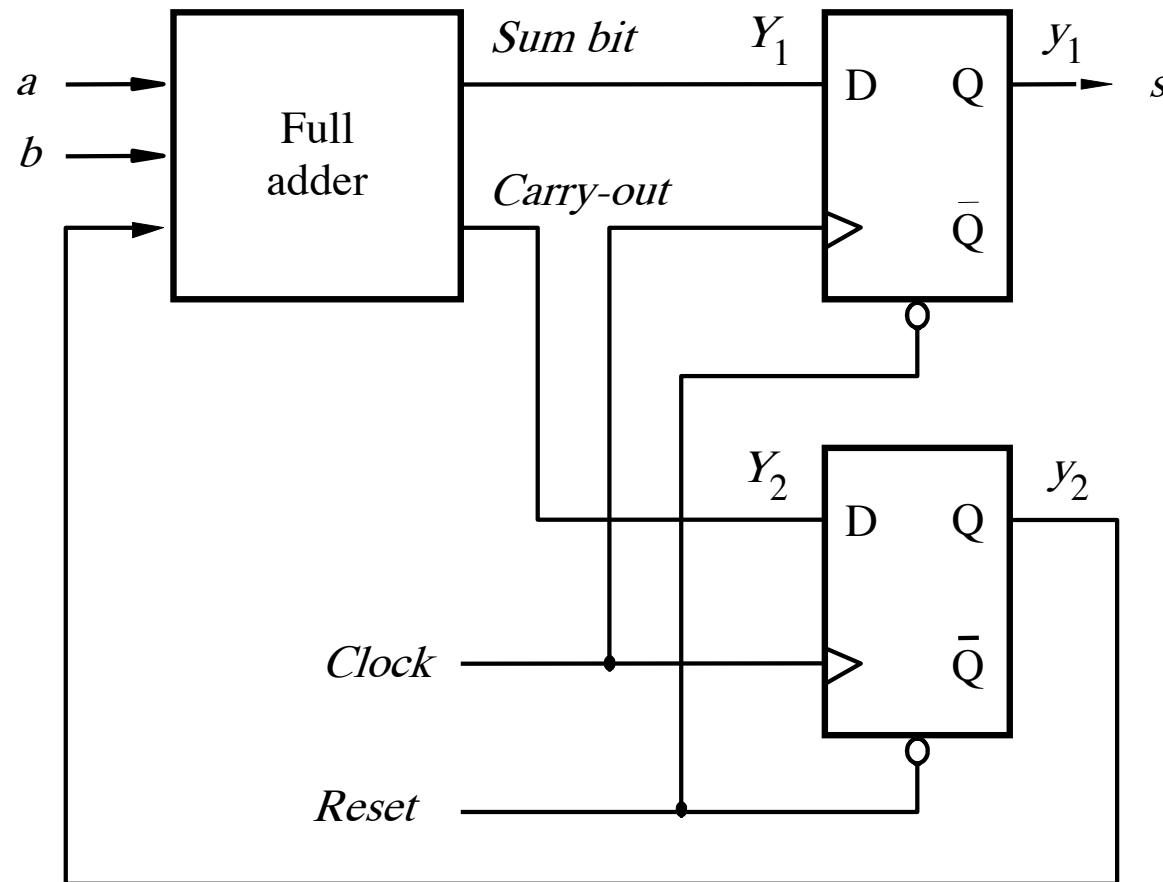 Sum bit
Y1
y1
a
D
Q
s
Full
b
adder
Carry-out
Q̅
Y2
y2
D
Q
Clock
Q̅
Reset